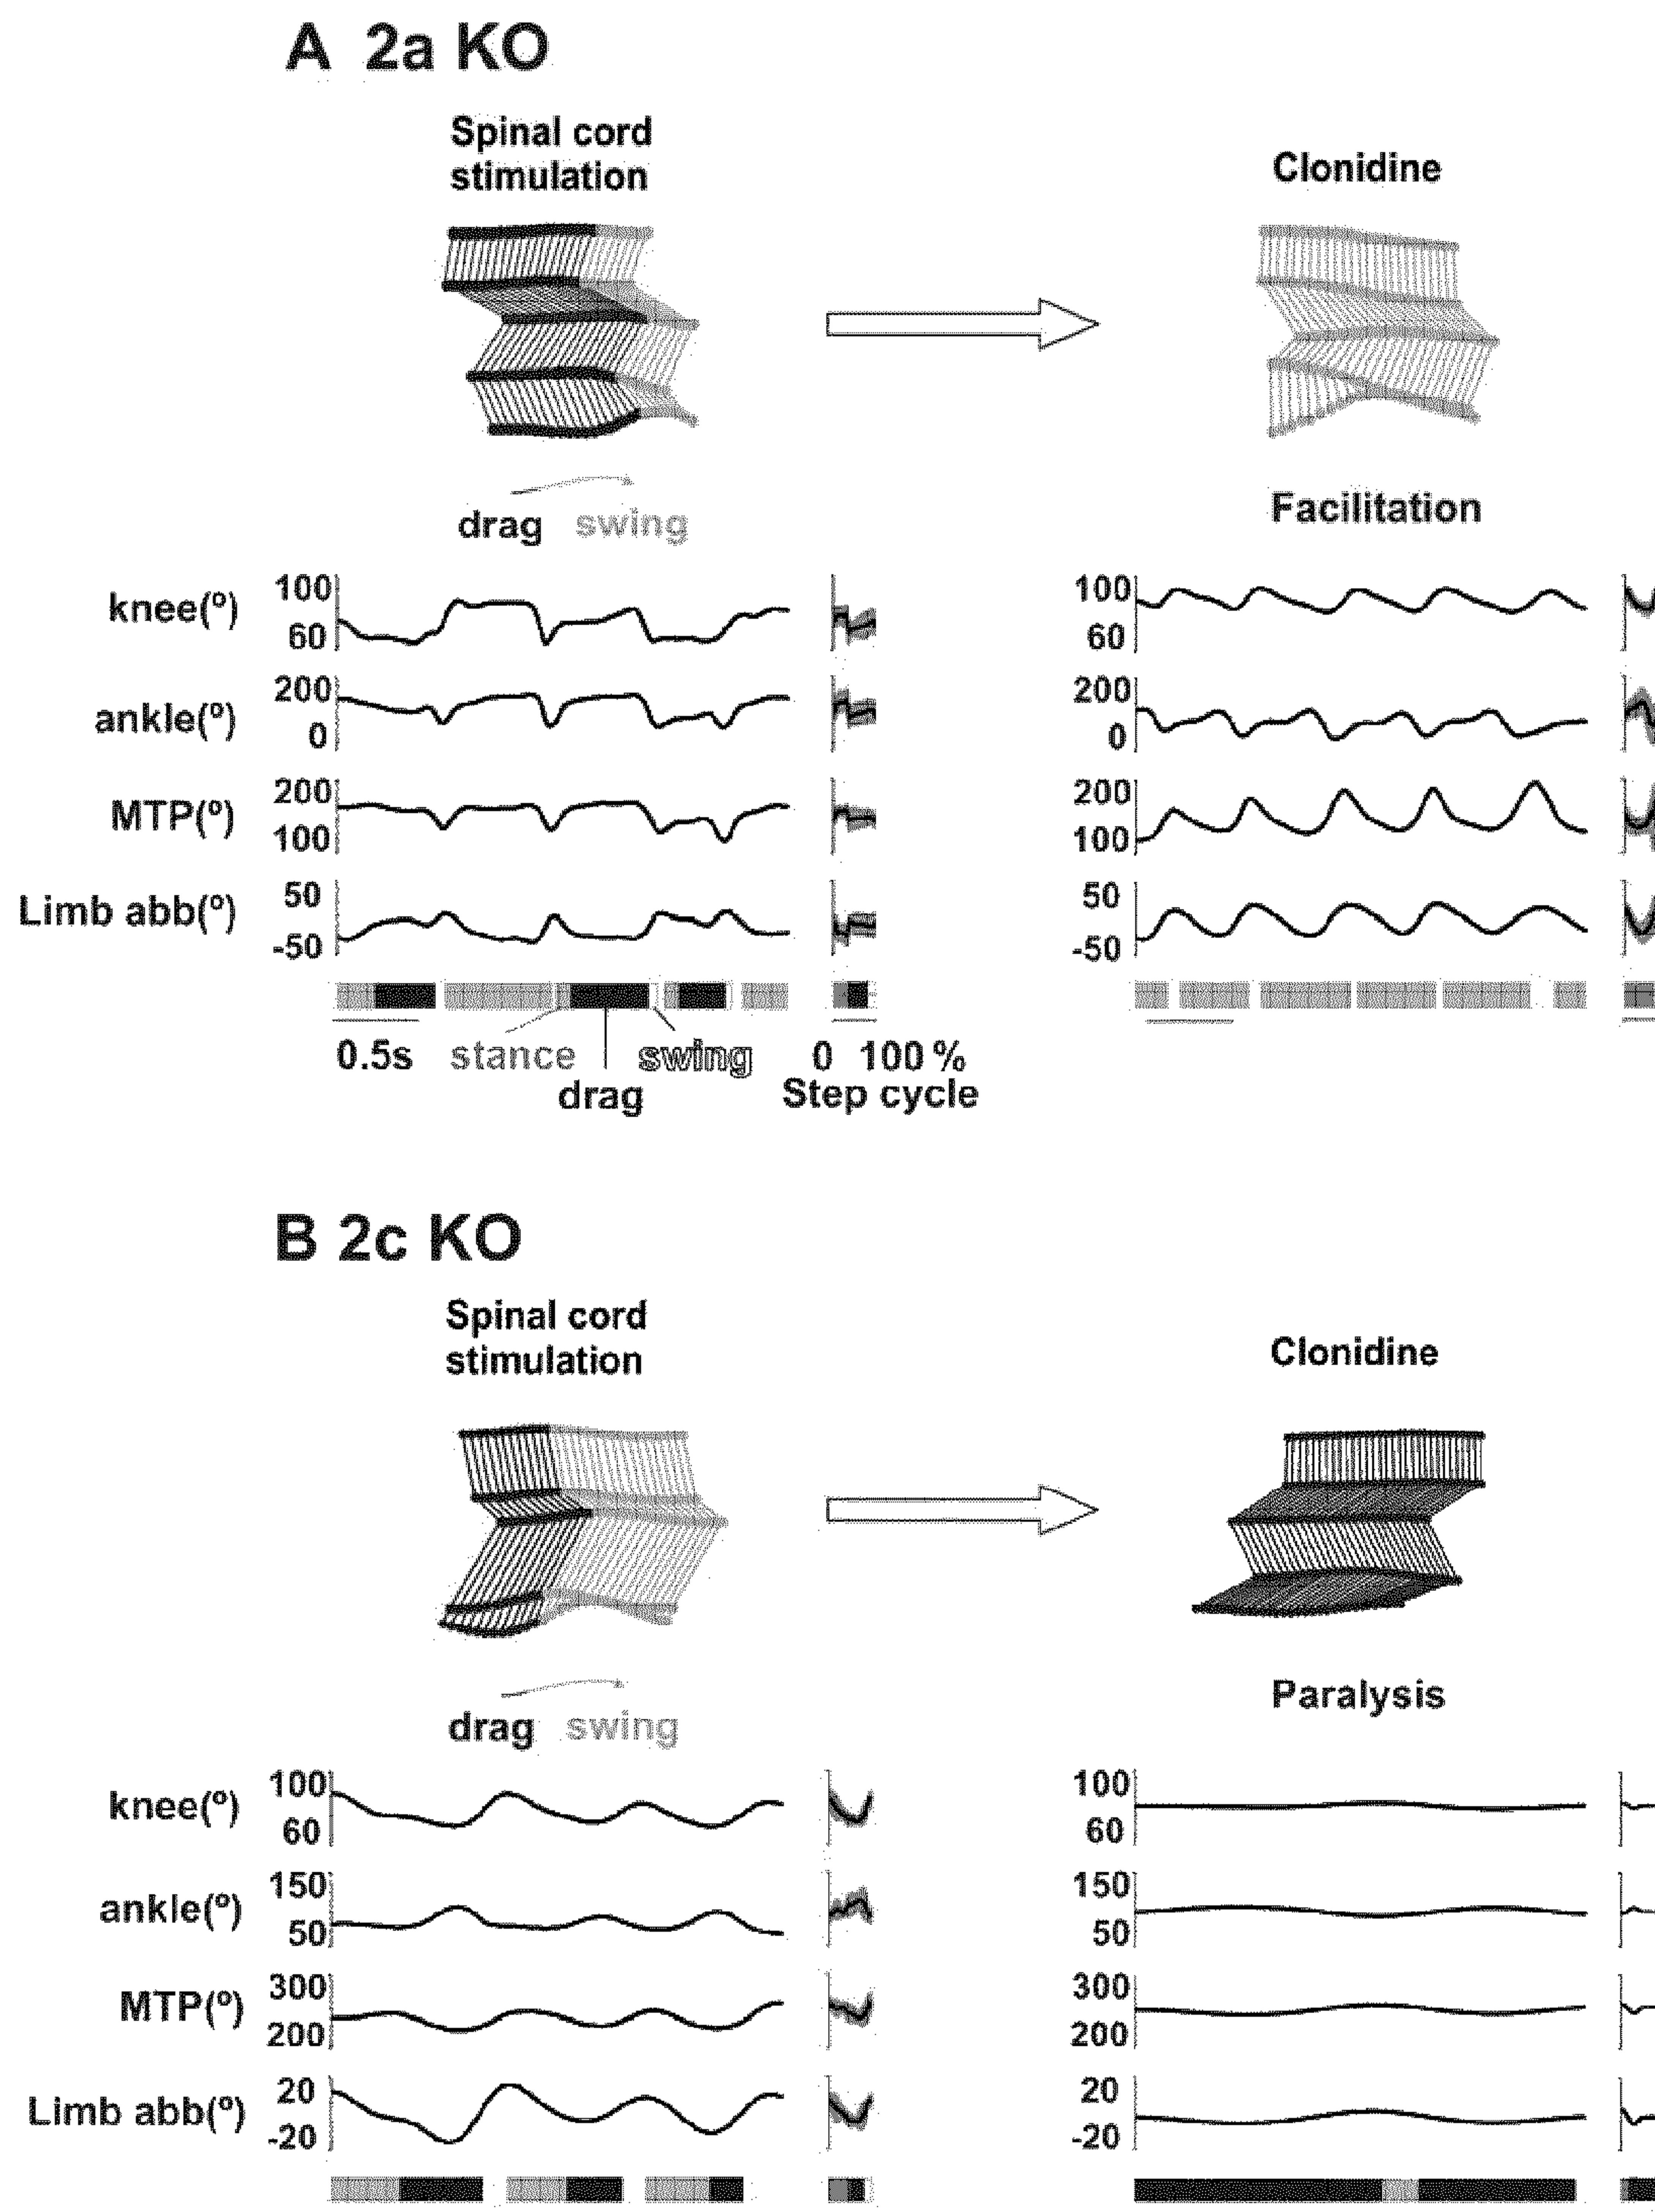 A 2a KO
Spinal cord
stimulation
Clonidine
drag swing
Facilitation
knee(º) 100 60 100 60
ankle(º) 200 0 200 0
MTP(º) 200 100 200 100
Limb abb(º) 50 -50 50 -50
0.5s stance swing 0 100 %
drag Step cycle
B 2c KO
Spinal cord
stimulation
Clonidine
drag swing
Paralysis
knee(º) 100 60 100 60
ankle(º) 150 50 150 50
MTP(º) 300 200 300 200
Limb abb(º) 20 -20 20 -20